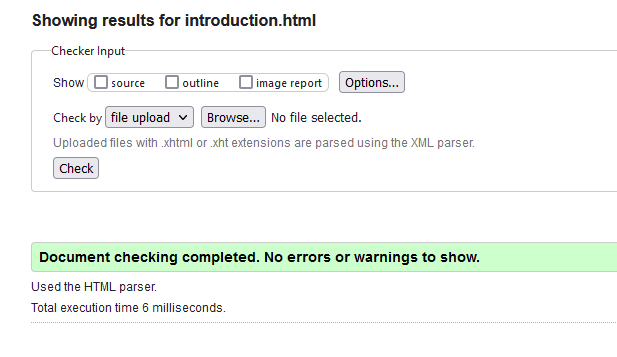 Showing results for introduction.html
Checker Input
Show source outline image report Options...
Check by file upload Browse... No file selected.
Uploaded files with .xhtml or .xht extensions are parsed using the XML parser.
Check
Document checking completed. No errors or warnings to show.
Used the HTML parser.
Total execution time 6 milliseconds.